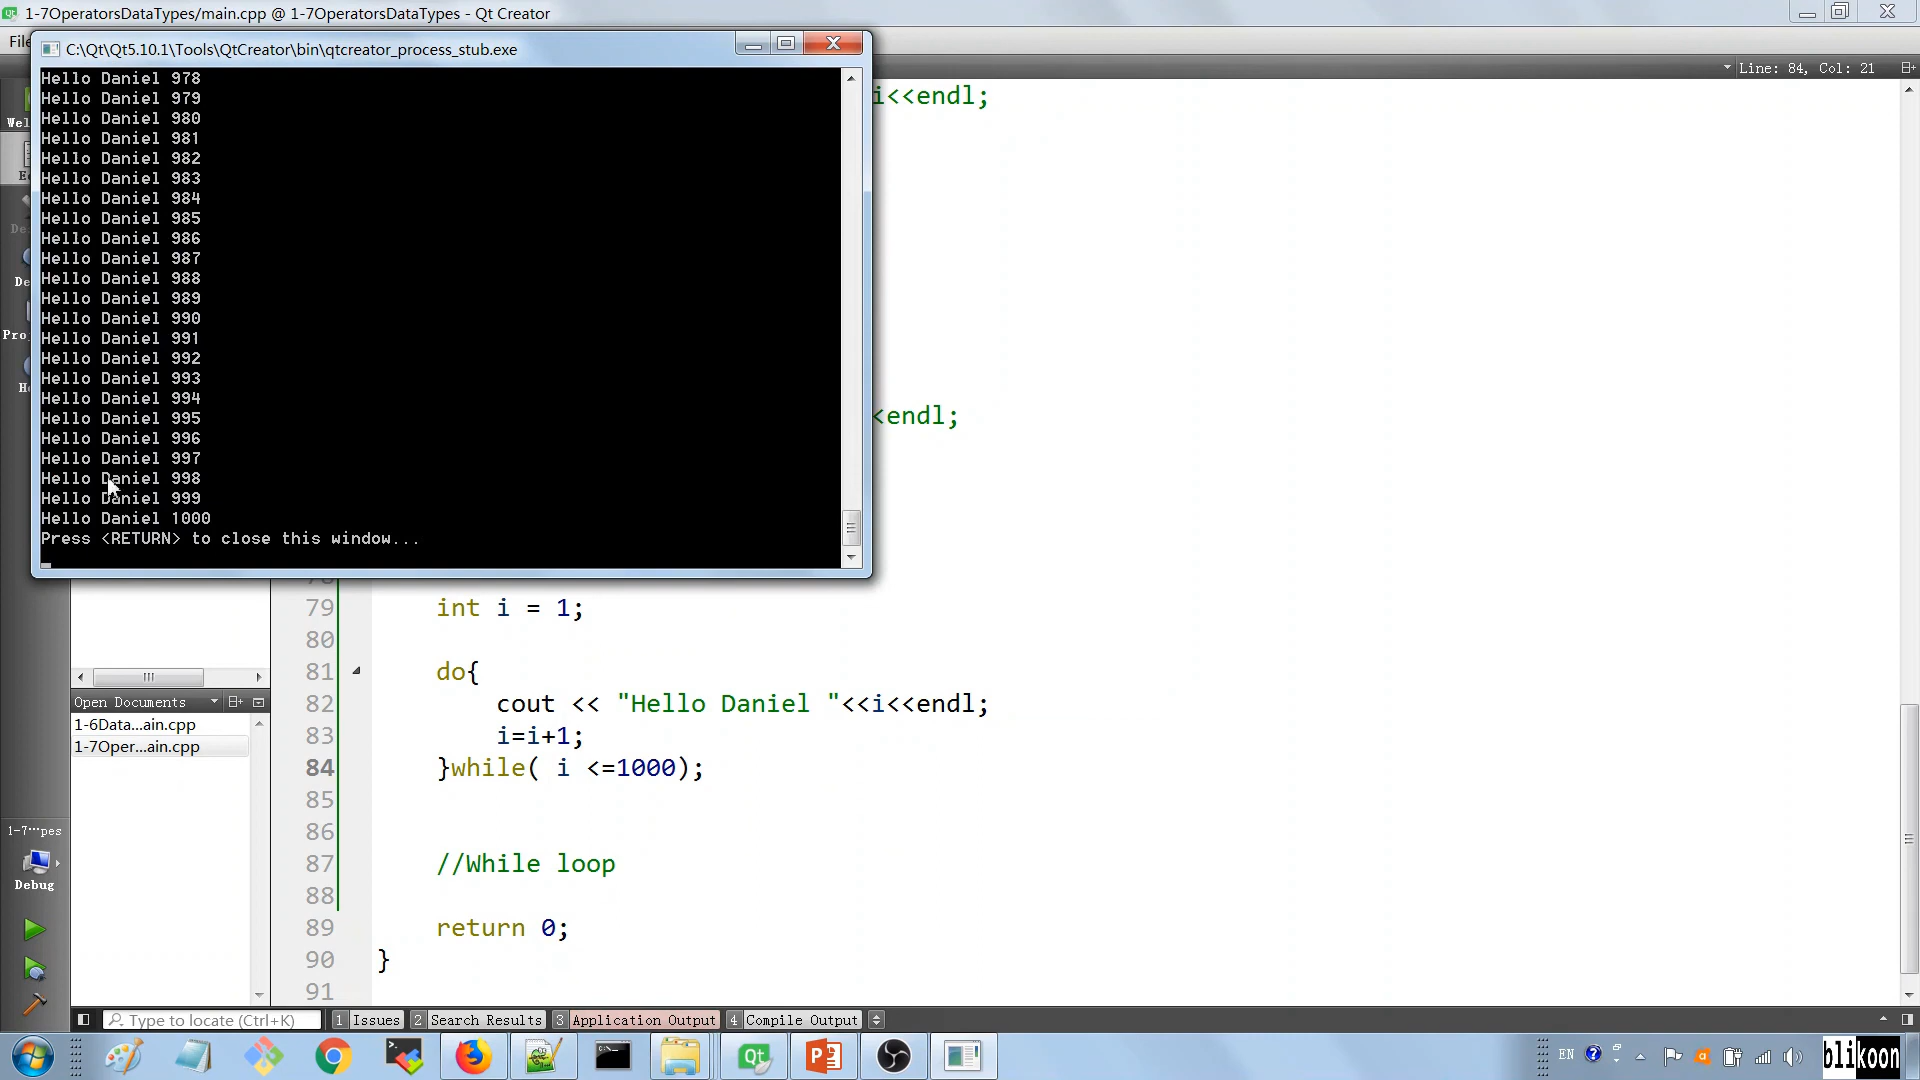 1-7OperatorsDataTypes/main.cpp @ 1-7OperatorsDataTypes - Qt Creator
C:\Qt\Qt5.10.1\Tools\QtCreator\bin\qtcreator_process_stub.exe
Line: 84, Col: 21
Hello Daniel 978
Hello Daniel 979
Hello Daniel 980
Hello Daniel 981
Hello Daniel 982
Hello Daniel 983
Hello Daniel 984
Hello Daniel 985
Hello Daniel 986
Hello Daniel 987
Hello Daniel 988
Hello Daniel 989
Hello Daniel 990
Hello Daniel 991
Hello Daniel 992
Hello Daniel 993
Hello Daniel 994
Hello Daniel 995
Hello Daniel 996
Hello Daniel 997
Hello Daniel 998
Hello Daniel 999
Hello Daniel 1000
Press <RETURN> to close this window...
i<<endl;
<endl;
79 int i = 1;
80
81 do{
82 cout << "Hello Daniel "<<i<<endl;
83 i=i+1;
84 }while( i <=1000);
85
86
87 //While loop
88
89 return 0;
90 }
91
Open Documents
1-6Data...ain.cpp
1-7Oper...ain.cpp
1-7···pes
Debug
Type to locate (Ctrl+K)
1 Issues 2 Search Results 3 Application Output 4 Compile Output
EN
blikoon